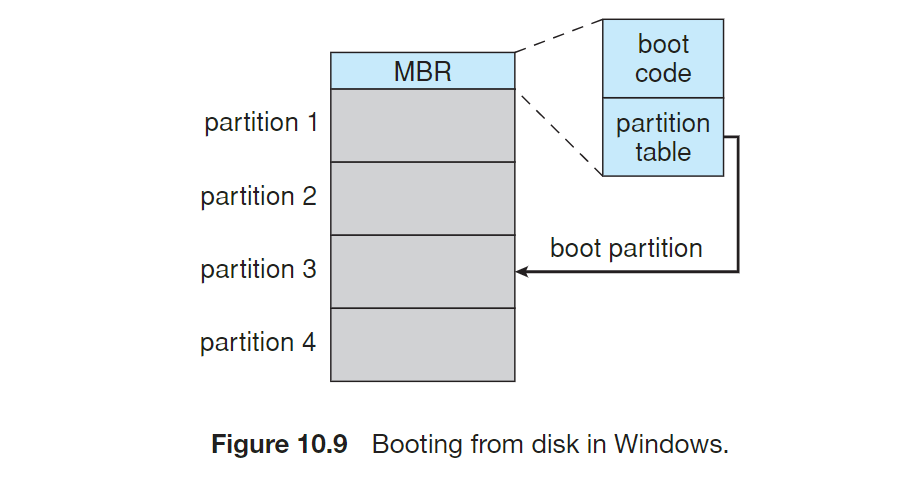 boot
code
MBR
partition 1
partition
table
partition 2
boot partition
partition 3
partition 4
Figure 10.9 Booting from disk in Windows.